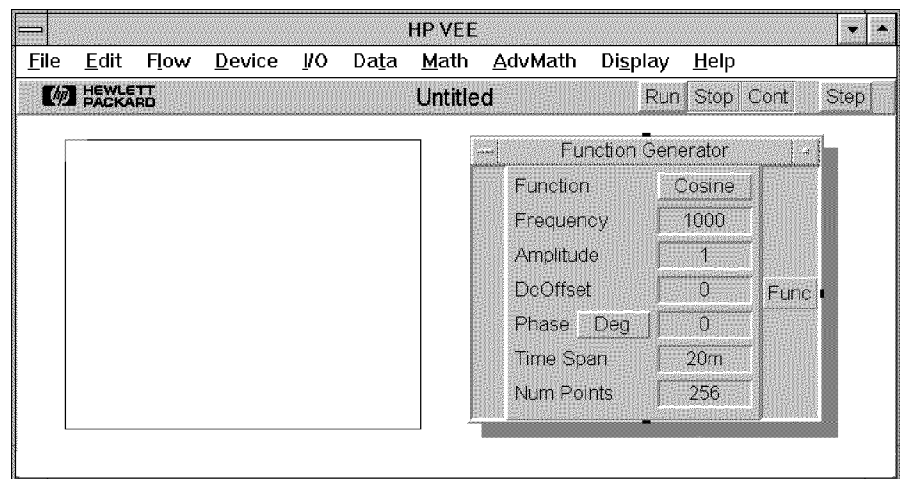 HP VEE
File Edit Flow Device I/O Data Math AdvMath Display Help
hp HEWLETT PACKARD Untitled Run Stop Cont Step
Function Generator
Function Cosine
Frequency 1000
Amplitude 1
DcOffset 0
Func
Phase Deg 0
Time Span 20m
Num Points 256